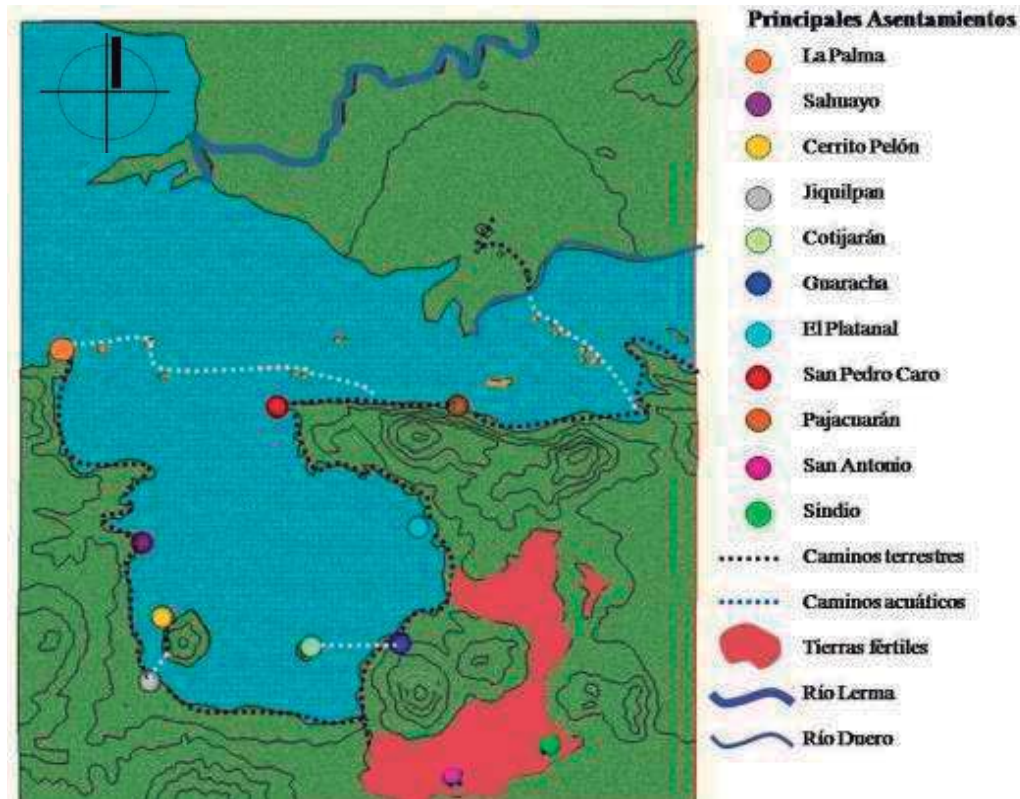 Principales Asentamientos
La Palma
Sahuayo
Cerrito Pelón
Jiquilpan
Cotijarán
Guaracha
El Platanal
San Pedro Caro
Pajacuarán
San Antonio
Sindio
Caminos terrestres
Caminos acuáticos
Tierras fértiles
Río Lerma
Río Duero